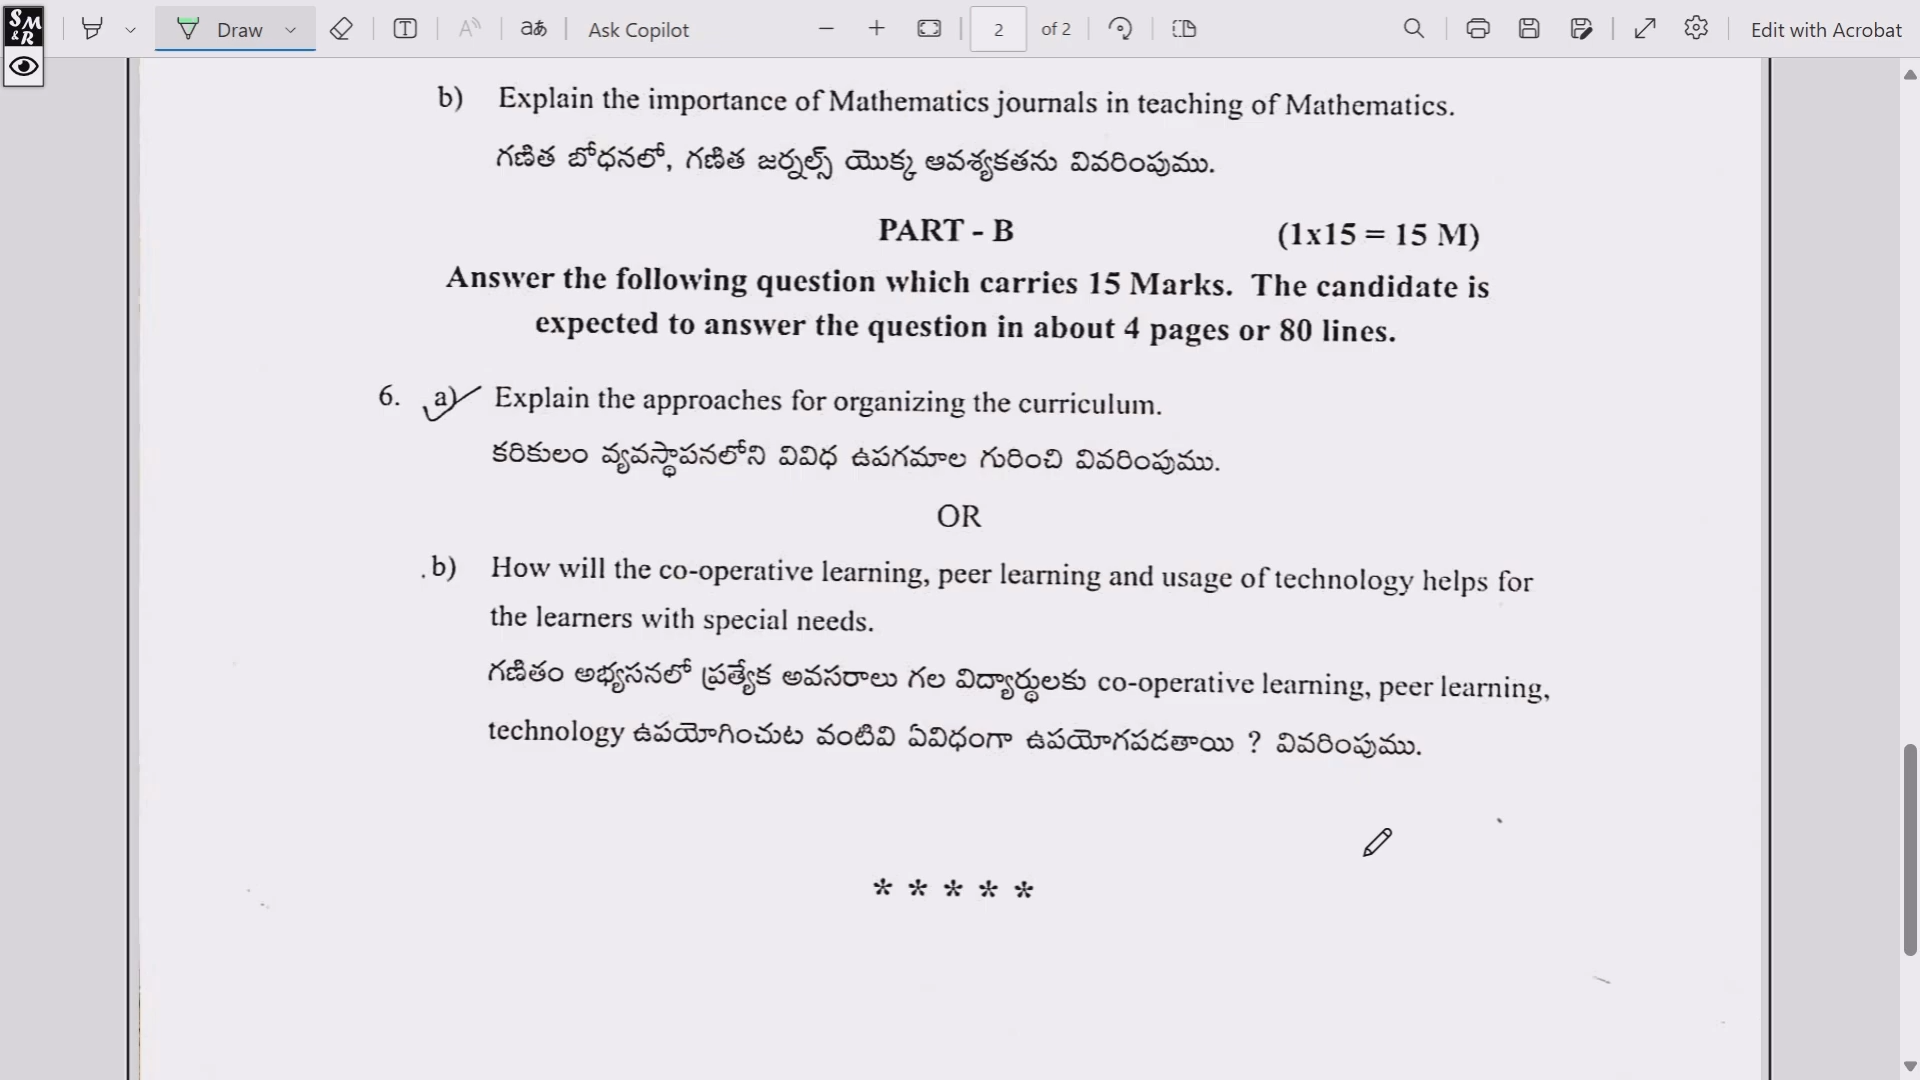 SM
&R
Draw
Ask Copilot
2 of 2
Edit with Acrobat
b) Explain the importance of Mathematics journals in teaching of Mathematics.
గణిత బోధనలో, గణిత జర్నల్స్ యొక్క ఆవశ్యకతను వివరింపుము.
PART - B (1x15 = 15 M)
Answer the following question which carries 15 Marks. The candidate is
expected to answer the question in about 4 pages or 80 lines.
6. a) Explain the approaches for organizing the curriculum.
కరికులం వ్యవస్థాపనలోని వివిధ ఉపగమాల గురించి వివరింపుము.
OR
b) How will the co-operative learning, peer learning and usage of technology helps for
the learners with special needs.
గణితం అభ్యసనలో ప్రత్యేక అవసరాలు గల విద్యార్థులకు co-operative learning, peer learning,
technology ఉపయోగించుట వంటివి ఏవిధంగా ఉపయోగపడతాయి ? వివరింపుము.
* * * * *